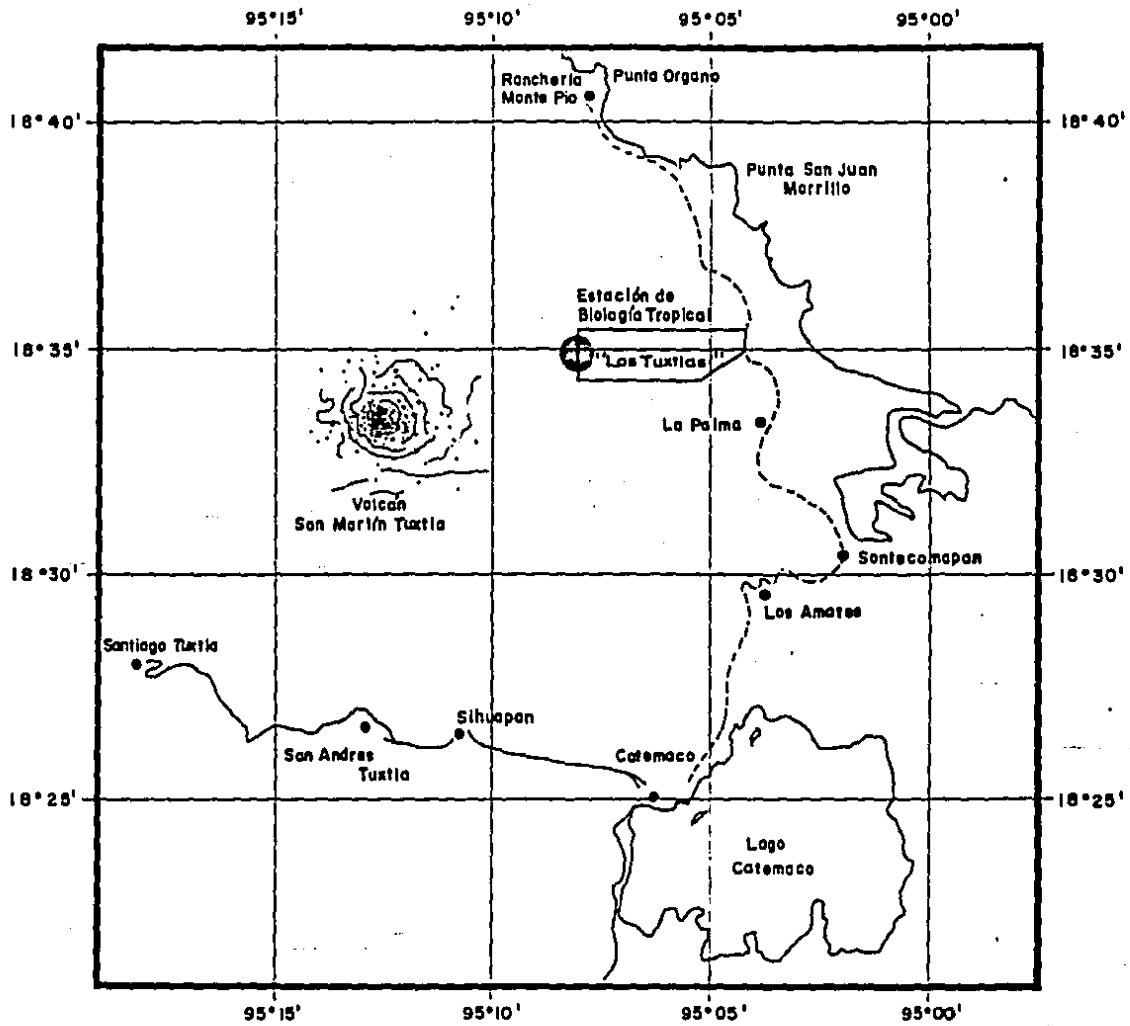 95°15'
95°10'
95°05'
95°00'
Ranchería
Monte Pio
Punta Organo
18°40'
18°40'
Punta San Juan
Morrillo
Estación de
Biología Tropical
18°35'
"Los Tuxtlas"
18°35'
La Palma
Volcán
San Martín Tuxtla
Sontecomapan
18°30'
18°30'
Los Amates
Santiago Tuxtla
Sihuapan
San Andres
Tuxtla
Catemaco
18°25'
18°25'
Lago
Catemaco
95°15'
95°10'
95°05'
95°00'